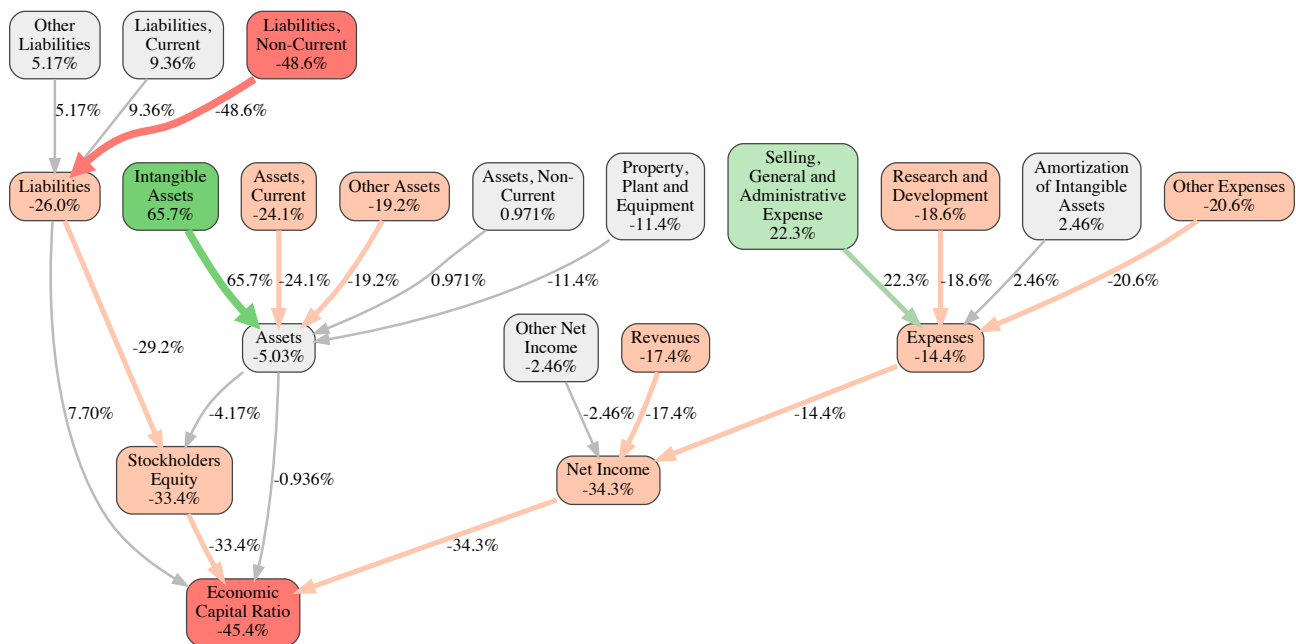 Other
Liabilities
5.17%
Liabilities,
Current
9.36%
Liabilities,
Non-Current
-48.6%
5.17%
9.36%
-48.6%
Liabilities
-26.0%
Intangible
Assets
65.7%
Assets,
Current
-24.1%
Other Assets
-19.2%
Assets, Non-
Current
0.971%
Property,
Plant and
Equipment
-11.4%
Selling,
General and
Administrative
Expense
22.3%
Research and
Development
-18.6%
Amortization
of Intangible
Assets
2.46%
Other Expenses
-20.6%
65.7%
-24.1%
-19.2%
0.971%
-11.4%
22.3%
-18.6%
2.46%
-20.6%
-29.2%
Assets
-5.03%
Other Net
Income
-2.46%
Revenues
-17.4%
Expenses
-14.4%
7.70%
-4.17%
-2.46%
-17.4%
-14.4%
Stockholders
Equity
-33.4%
-0.936%
Net Income
-34.3%
-33.4%
-34.3%
Economic
Capital Ratio
-45.4%